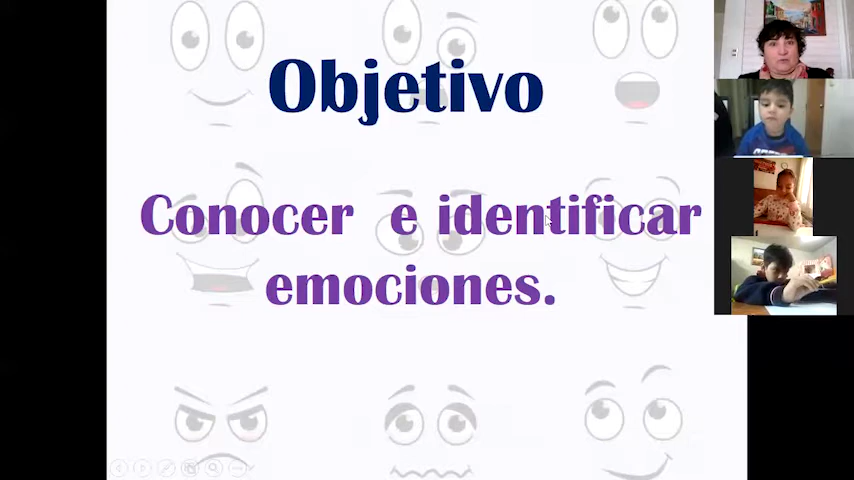 Objetivo
Conocer e identificar
emociones.